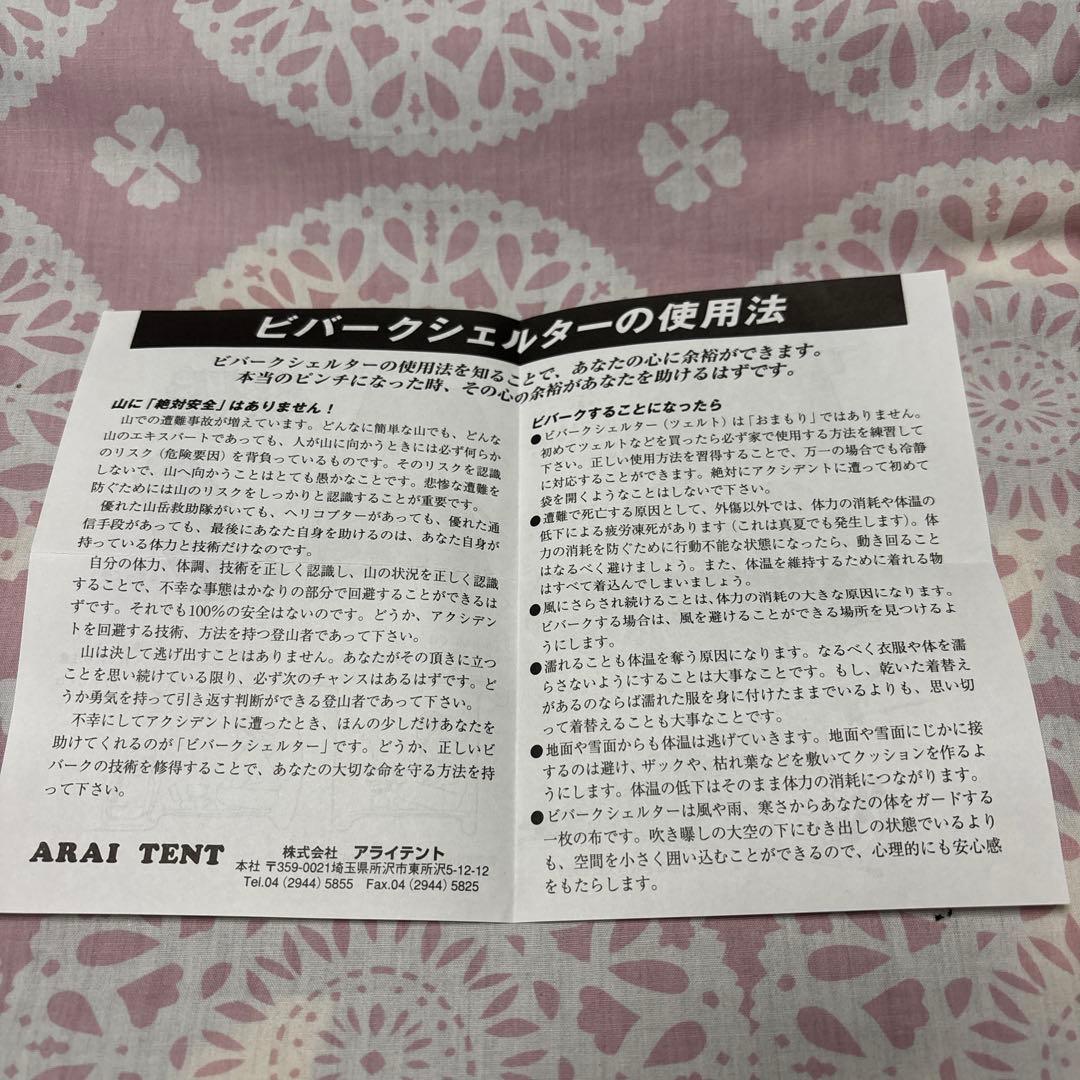 ビバークシェルターの使用法
ビバークシェルターの使用法を知ることで、あなたの心に余裕ができます。
本当のピンチになった時、その心の余裕があなたを助けるはずです。
山に「絶対安全」はありません！
山での遭難事故が増えています。どんなに簡単な山でも、どんな
山のエキスパートであっても、人が山に向かうときには必ず何らか
のリスク（危険要因）を背負っているものです。そのリスクを認識
しないで、山へ向かうことはとても愚かなことです。悲惨な遭難を
防ぐためには山のリスクをしっかりと認識することが重要です。
優れた山岳救助隊がいても、ヘリコプターがあっても、優れた通
信手段があっても、最後にあなた自身を助けるのは、あなた自身が
持っている体力と技術だけなのです。
自分の体力、体調、技術を正しく認識し、山の状況を正しく認識
することで、不幸な事態はかなりの部分で回避することができるは
ずです。それでも100%の安全はないのです。どうか、アクシデン
トを回避する技術、方法を持つ登山者であって下さい。
山は決して逃げ出すことはありません。あなたがその頂きに立つ
ことを思い続けている限り、必ず次のチャンスはあるはずです。ど
うか勇気を持って引き返す判断ができる登山者であって下さい。
不幸にしてアクシデントに遭ったとき、ほんの少しだけあなたを
助けてくれるのが「ビバークシェルター」です。どうか、正しいビ
バークの技術を修得することで、あなたの大切な命を守る方法を持
って下さい。
ARAI TENT
株式会社 アライテント
本社 〒359-0021埼玉県所沢市東所沢5-12-12
Tel.04 (2944) 5855 Fax.04 (2944) 5825
ビバークすることになったら
●ビバークシェルター（ツェルト）は「おまもり」ではありません。
初めてツェルトなどを買ったら必ず家で使用する方法を練習して
下さい。正しい使用方法を習得することで、万一の場合でも冷静
に対応することができます。絶対にアクシデントに遭って初めて
袋を開くようなことはしないで下さい。
●遭難で死亡する原因として、外傷以外では、体力の消耗や体温の
低下による疲労凍死があります（これは真夏でも発生します）。体
力の消耗を防ぐために行動不能な状態になったら、動き回ること
はなるべく避けましょう。また、体温を維持するために着れる物
はすべて着込んでしまいましょう。
●風にさらされ続けることは、体力の消耗の大きな原因になります。
ビバークする場合は、風を避けることができる場所を見つけるよ
うにします。
●濡れることも体温を奪う原因になります。なるべく衣服や体を濡
らさないようにすることは大事なことです。もし、乾いた着替え
があるのならば濡れた服を身に付けたままでいるよりも、思い切
って着替えることも大事なことです。
●地面や雪面からも体温は逃げていきます。地面や雪面にじかに接
するのは避け、ザックや、枯れ葉などを敷いてクッションを作るよ
うにします。体温の低下はそのまま体力の消耗につながります。
●ビバークシェルターは風や雨、寒さからあなたの体をガードする
一枚の布です。吹き曝しの大空の下にむき出しの状態でいるより
も、空間を小さく囲い込むことができるので、心理的にも安心感
をもたらします。